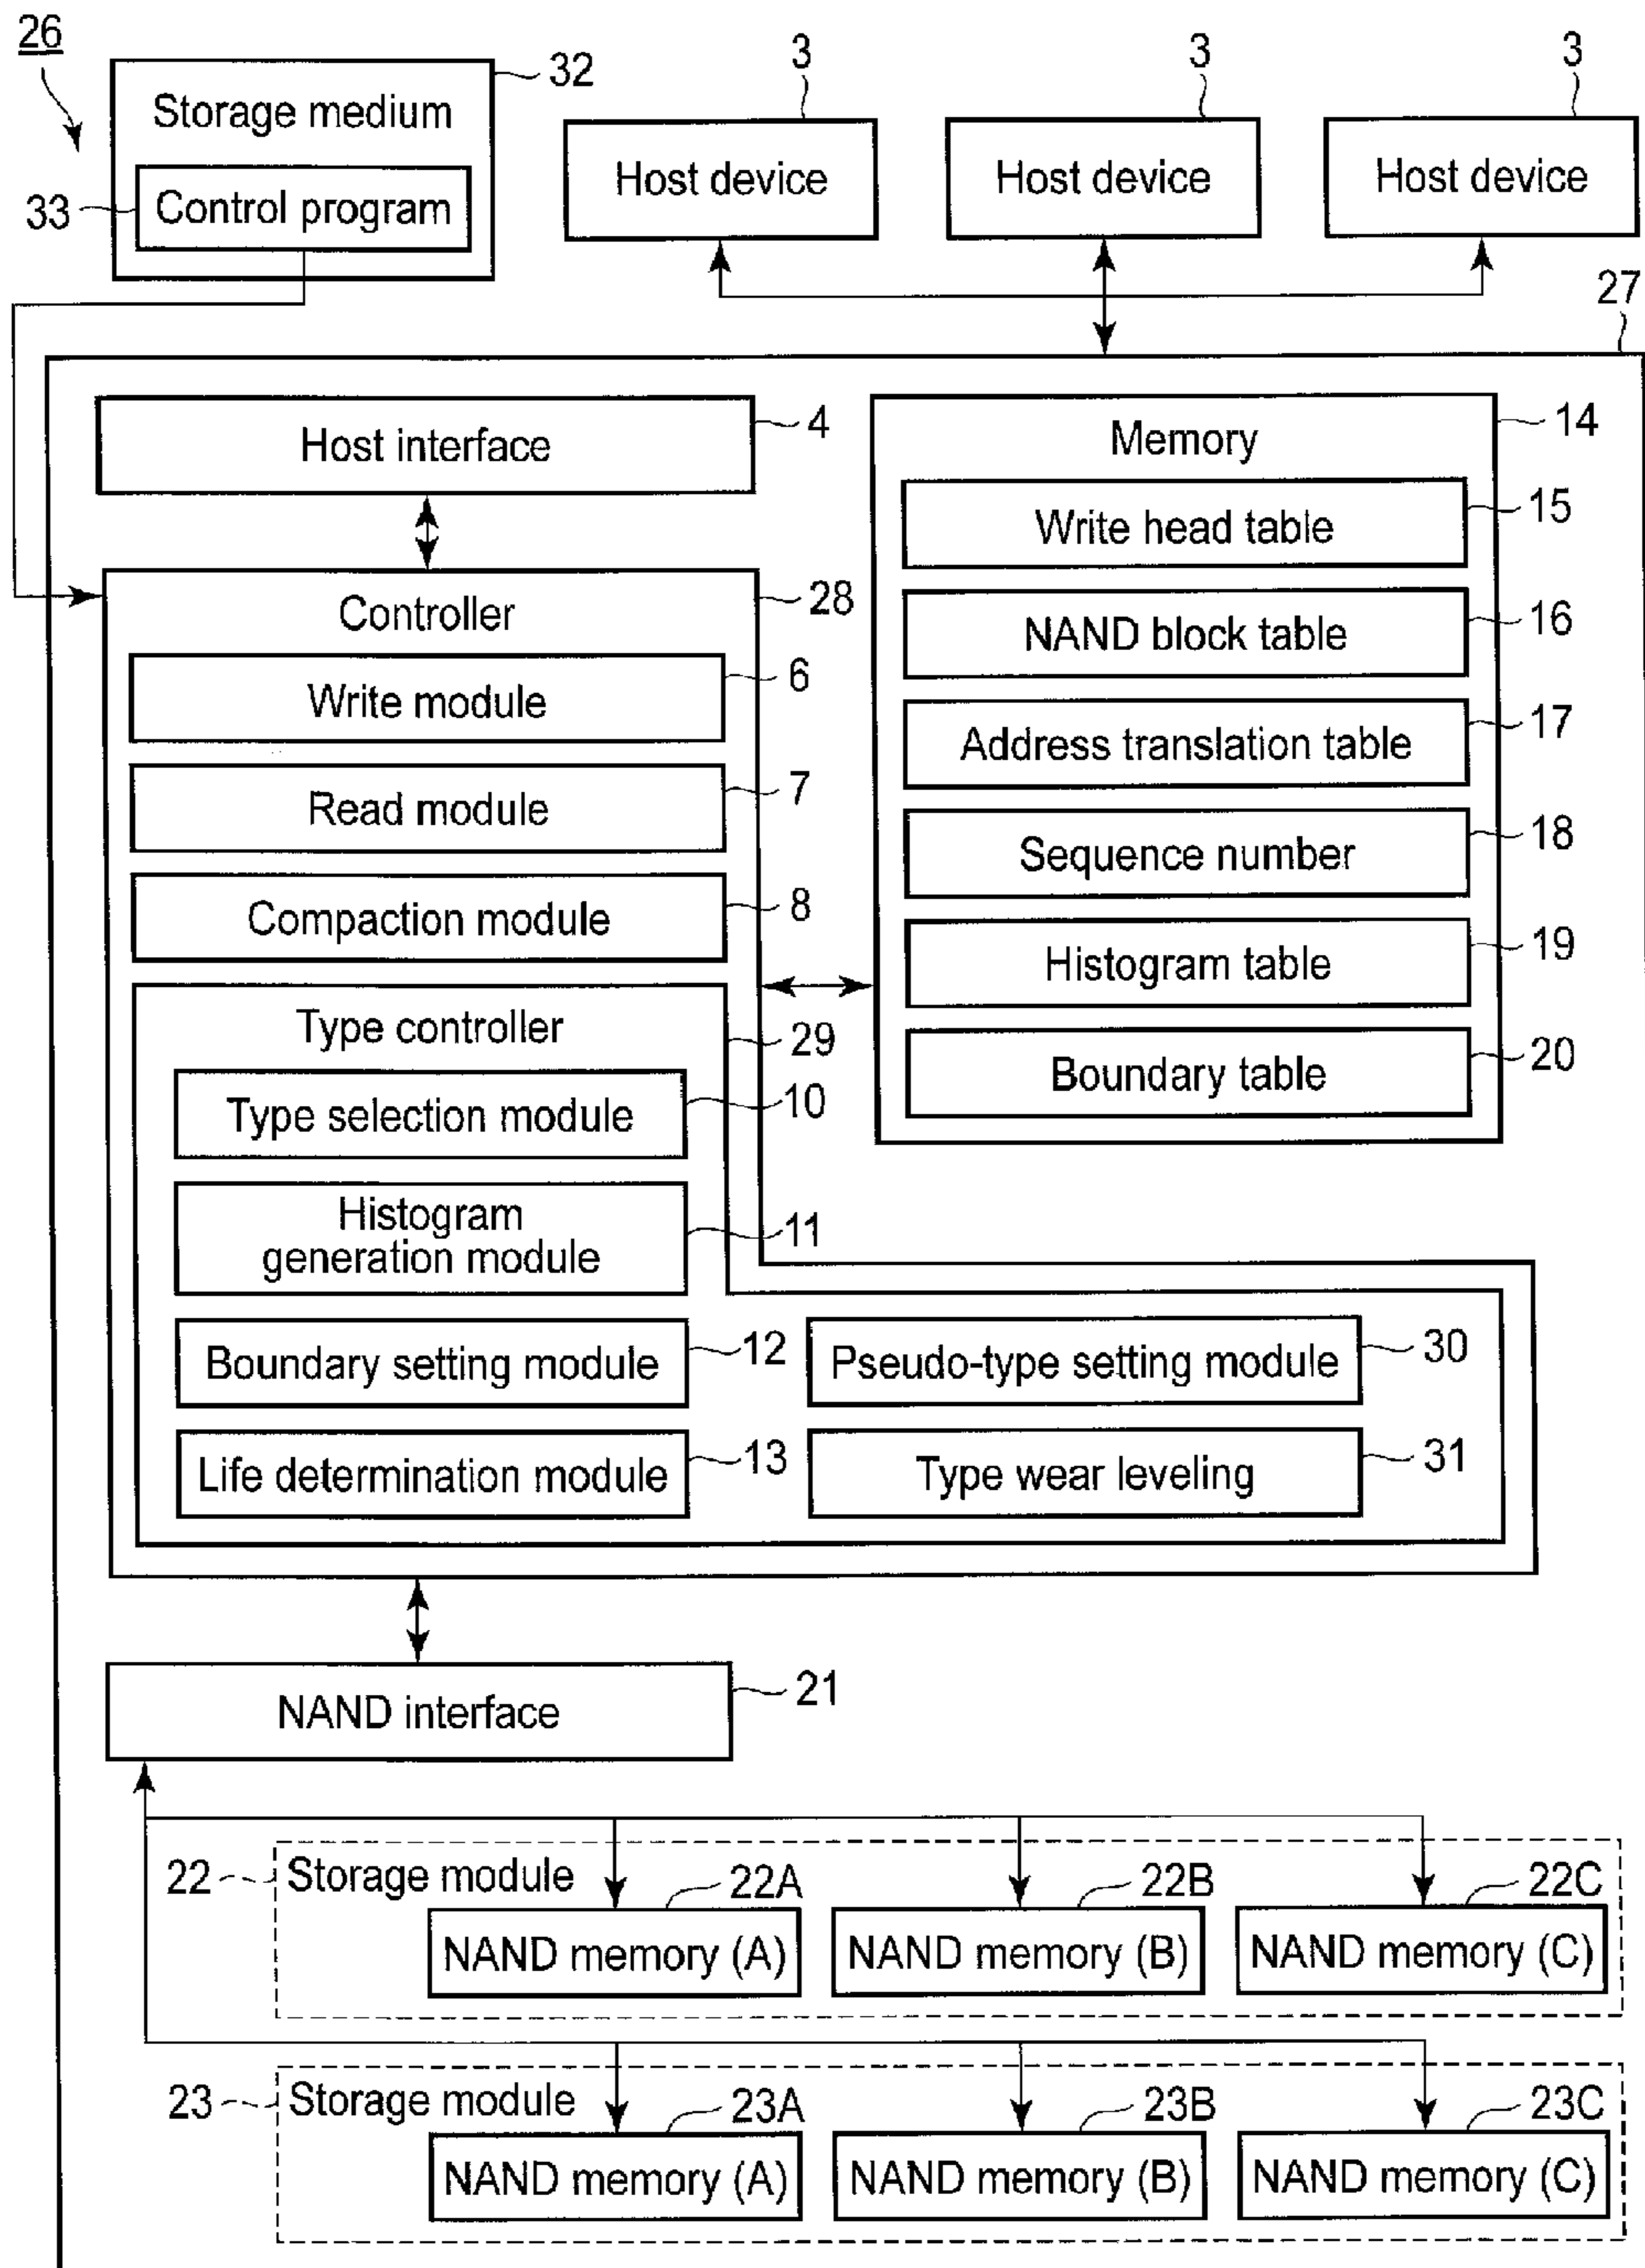 26
32
Storage medium
33
Control program
3
3
3
Host device
Host device
Host device
27
Host interface
4
Memory
14
Write head table
15
NAND block table
16
Address translation table
17
Sequence number
18
Histogram table
19
Boundary table
20
Controller
28
Write module
6
Read module
7
Compaction module
8
Type controller
29
Type selection module
10
Histogram
generation module
11
Boundary setting module
12
Pseudo-type setting module
30
Life determination module
13
Type wear leveling
31
NAND interface
21
22
Storage module
22A
22B
22C
NAND memory (A)
NAND memory (B)
NAND memory (C)
23
Storage module
23A
23B
23C
NAND memory (A)
NAND memory (B)
NAND memory (C)